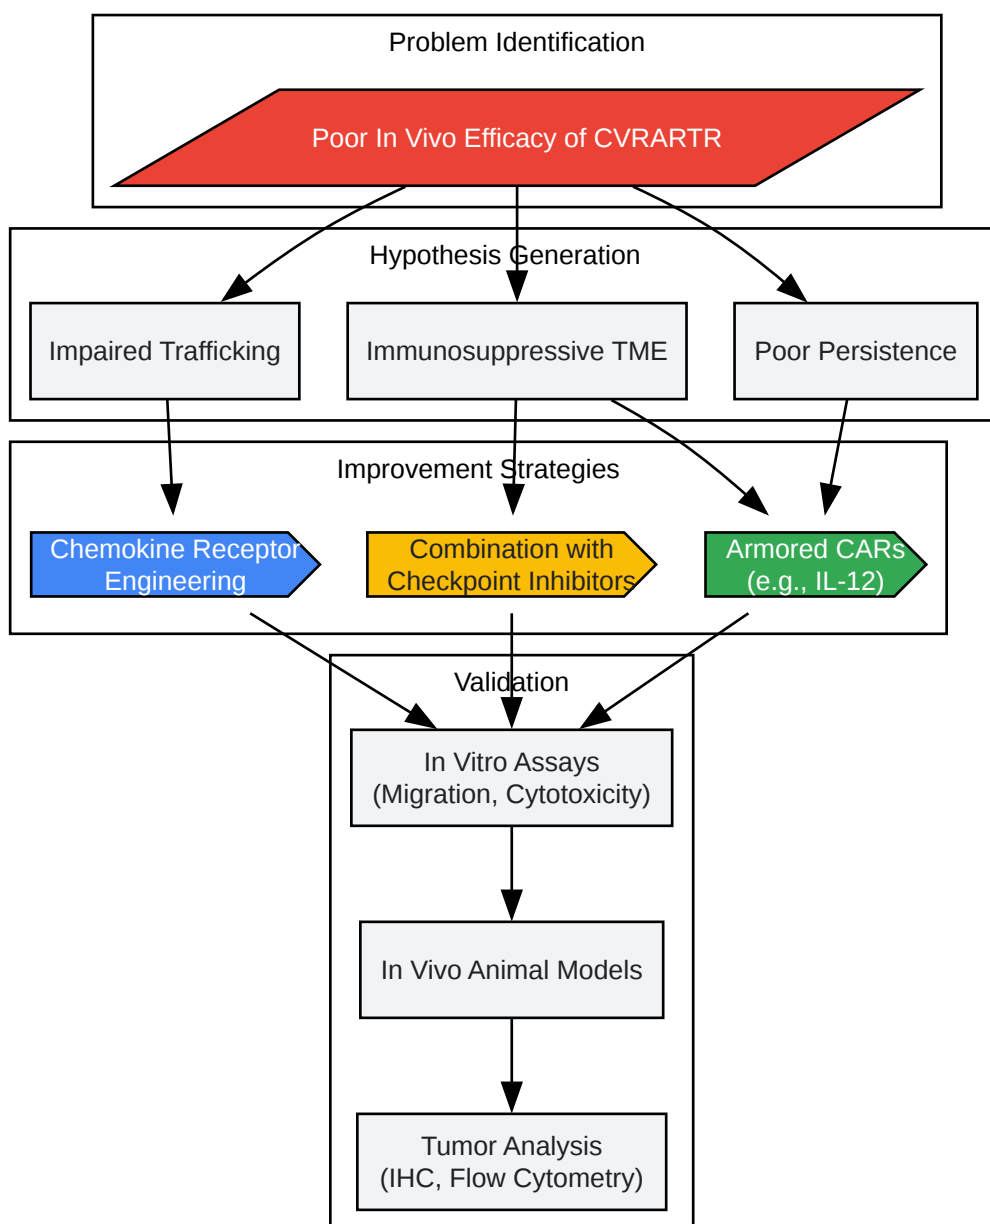 Problem Identification
Poor In Vivo Efficacy of CVRARTR
Hypothesis Generation
Impaired Trafficking
Immunosuppressive TME
Poor Persistence
Improvement Strategies
Chemokine Receptor
Engineering
Combination with
Checkpoint Inhibitors
Armored CARs
(e.g., IL-12)
Validation
In Vitro Assays
(Migration, Cytotoxicity)
In Vivo Animal Models
Tumor Analysis
(IHC, Flow Cytometry)